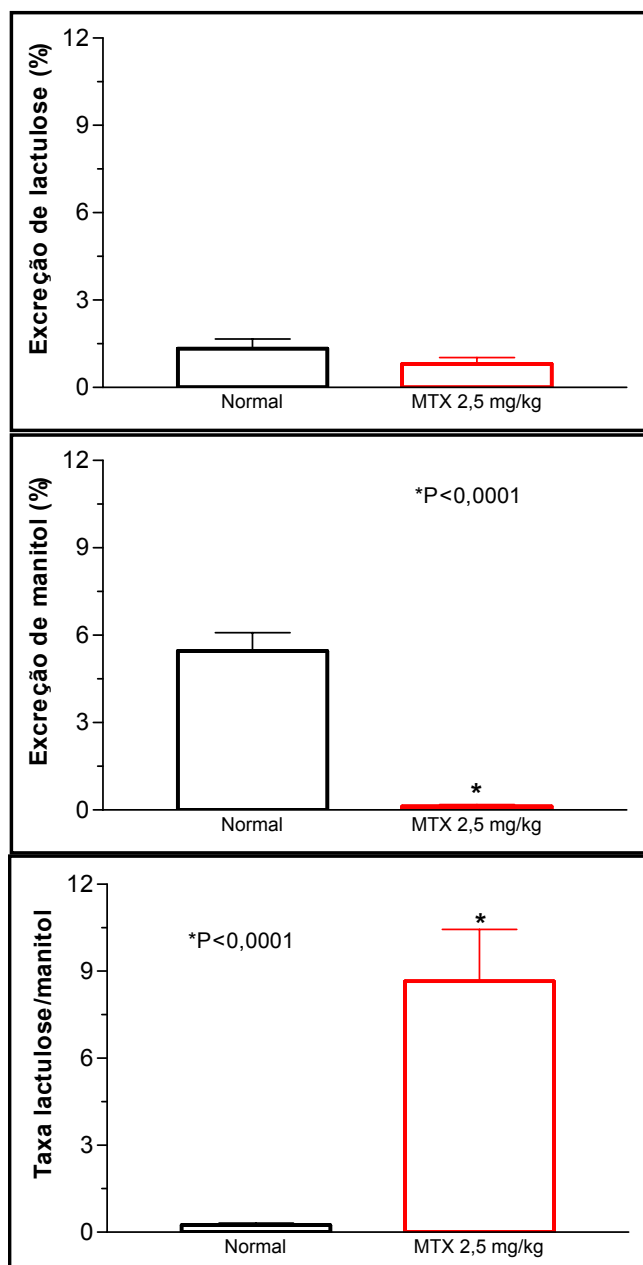 Excreção de lactulose (%)
12
9
6
3
0
Normal
MTX 2,5 mg/kg
Excreção de manitol (%)
12
9
6
3
0
*P<0,0001
*
Normal
MTX 2,5 mg/kg
Taxa lactulose/manitol
12
9
6
3
0
*P<0,0001
*
Normal
MTX 2,5 mg/kg